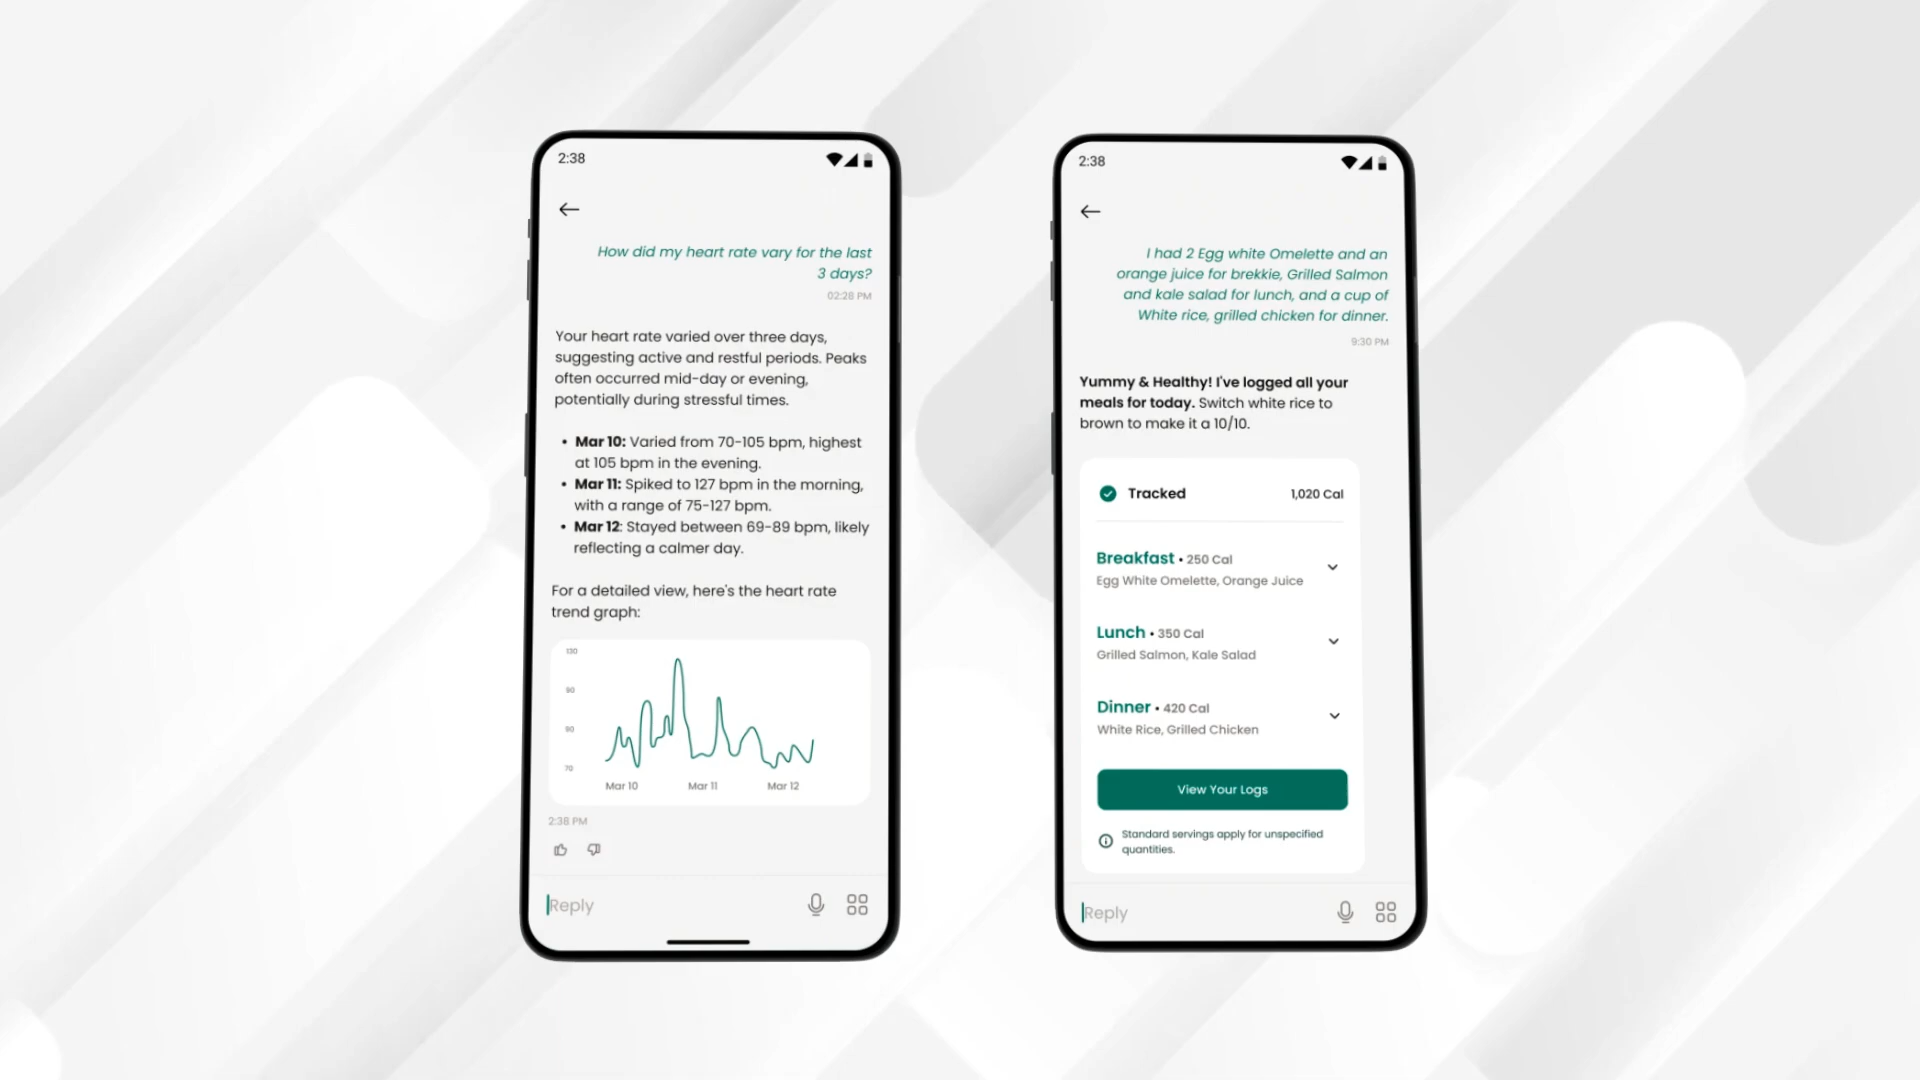 2:38
How did my heart rate vary for the last
3 days?
02:28 PM
Your heart rate varied over three days,
suggesting active and restful periods. Peaks
often occurred mid-day or evening,
potentially during stressful times.
• Mar 10: Varied from 70-105 bpm, highest
at 105 bpm in the evening.
• Mar 11: Spiked to 127 bpm in the morning,
with a range of 75-127 bpm.
• Mar 12: Stayed between 69-89 bpm, likely
reflecting a calmer day.
For a detailed view, here's the heart rate
trend graph:
130
90
90
70
Mar 10 Mar 11 Mar 12
2:38 PM
Reply
2:38
I had 2 Egg white Omelette and an
orange juice for brekkie, Grilled Salmon
and kale salad for lunch, and a cup of
White rice, grilled chicken for dinner.
9:30 PM
Yummy & Healthy! I've logged all your
meals for today. Switch white rice to
brown to make it a 10/10.
Tracked 1,020 Cal
Breakfast • 250 Cal
Egg White Omelette, Orange Juice
Lunch • 350 Cal
Grilled Salmon, Kale Salad
Dinner • 420 Cal
White Rice, Grilled Chicken
View Your Logs
Standard servings apply for unspecified
quantities.
Reply